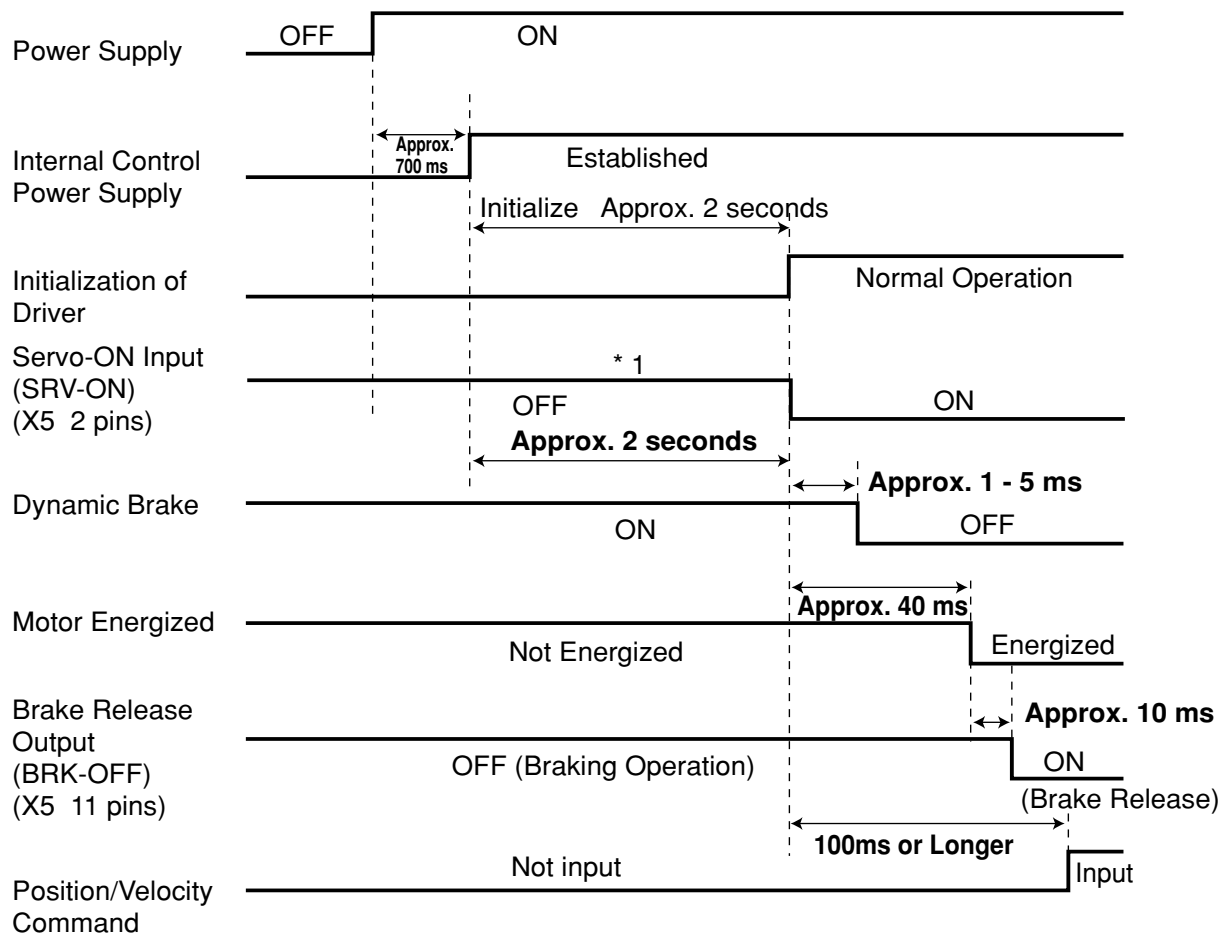 OFF
ON
Power Supply
Approx.
700 ms
Internal Control
Power Supply
Established
Initialize Approx. 2 seconds
Initialization of
Driver
Normal Operation
Servo-ON Input
(SRV-ON)
(X5 2 pins)
* 1
OFF
ON
Approx. 2 seconds
Approx. 1 - 5 ms
Dynamic Brake
ON
OFF
Approx. 40 ms
Motor Energized
Not Energized
Energized
Brake Release
Output
(BRK-OFF)
(X5 11 pins)
Approx. 10 ms
OFF (Braking Operation)
ON
(Brake Release)
100ms or Longer
Not input
Input
Position/Velocity
Command